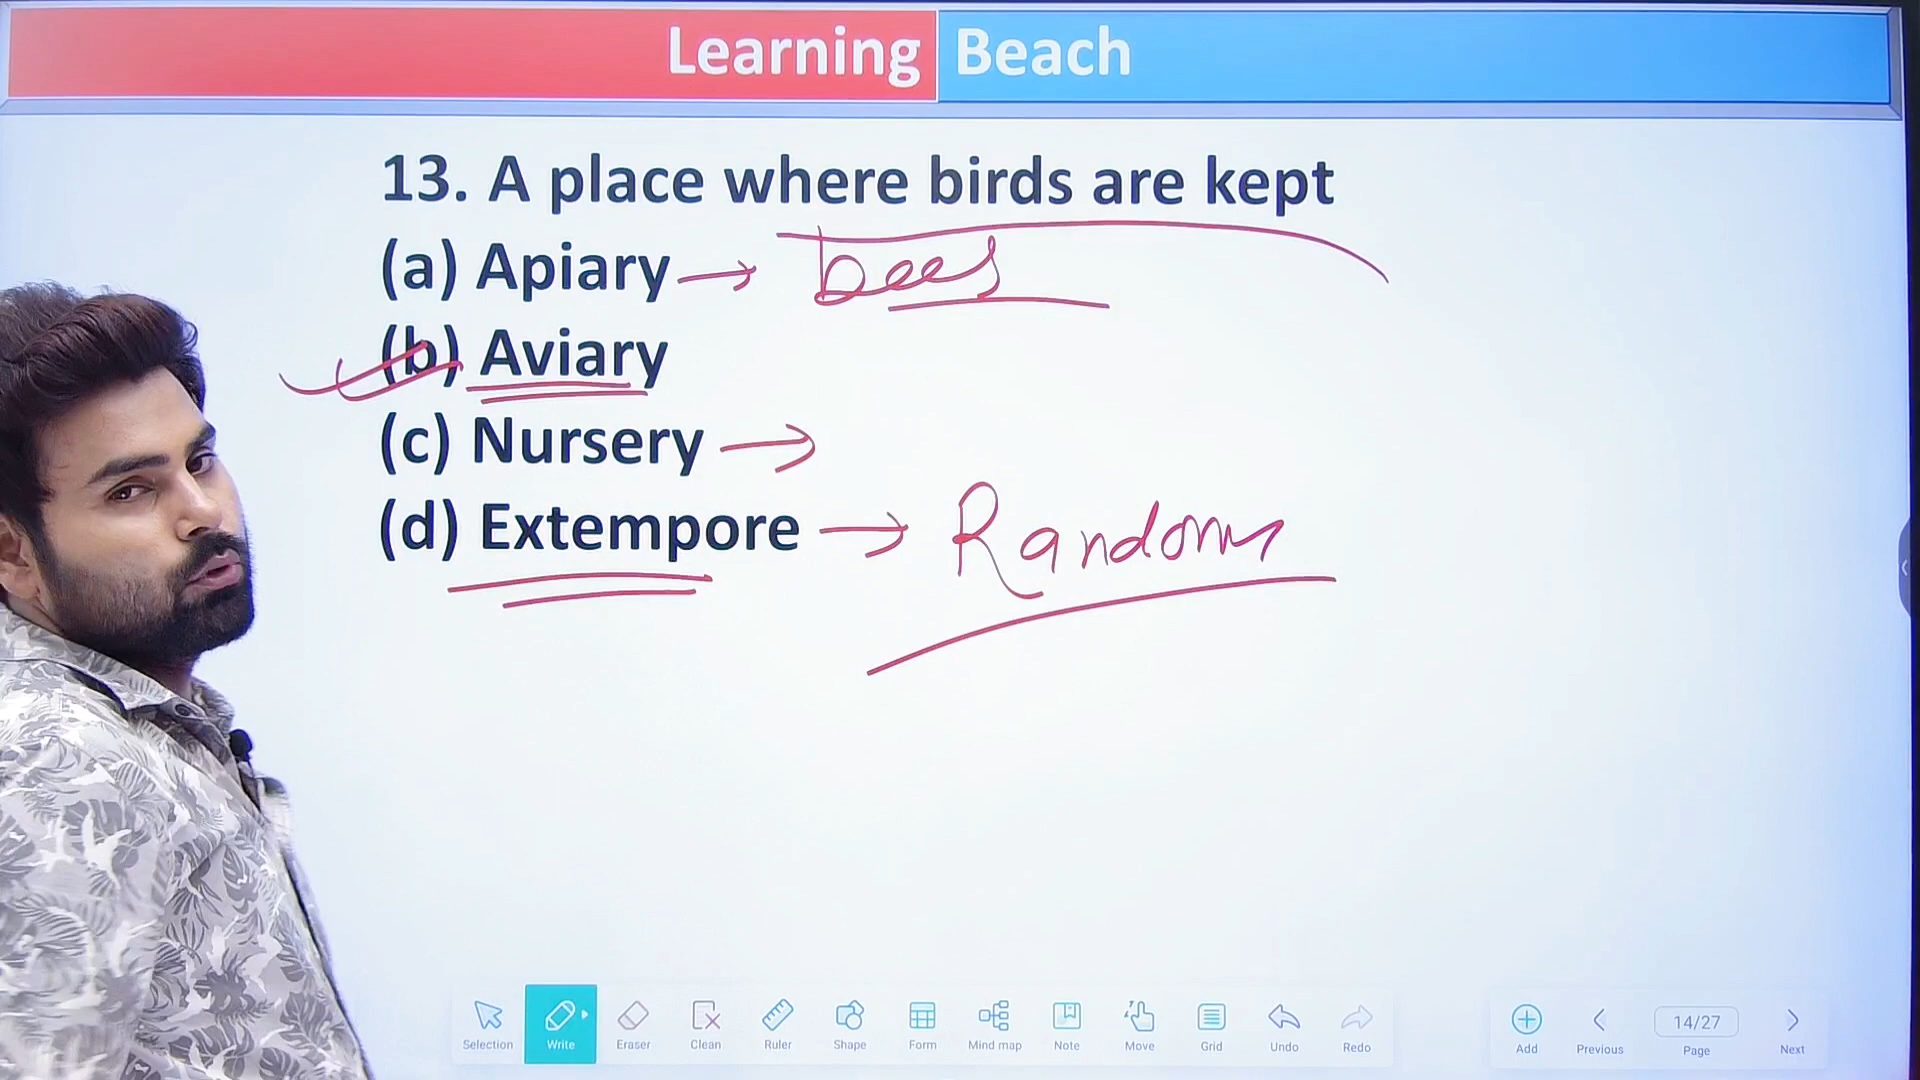 Learning Beach
13. A place where birds are kept
(a) Apiary → bees
(b) Aviary
(c) Nursery →
(d) Extempore → Random
Selection Write Eraser Clean Ruler Shape Form Mind map Note Move Grid Undo Redo Add Previous 14/27 Page Next